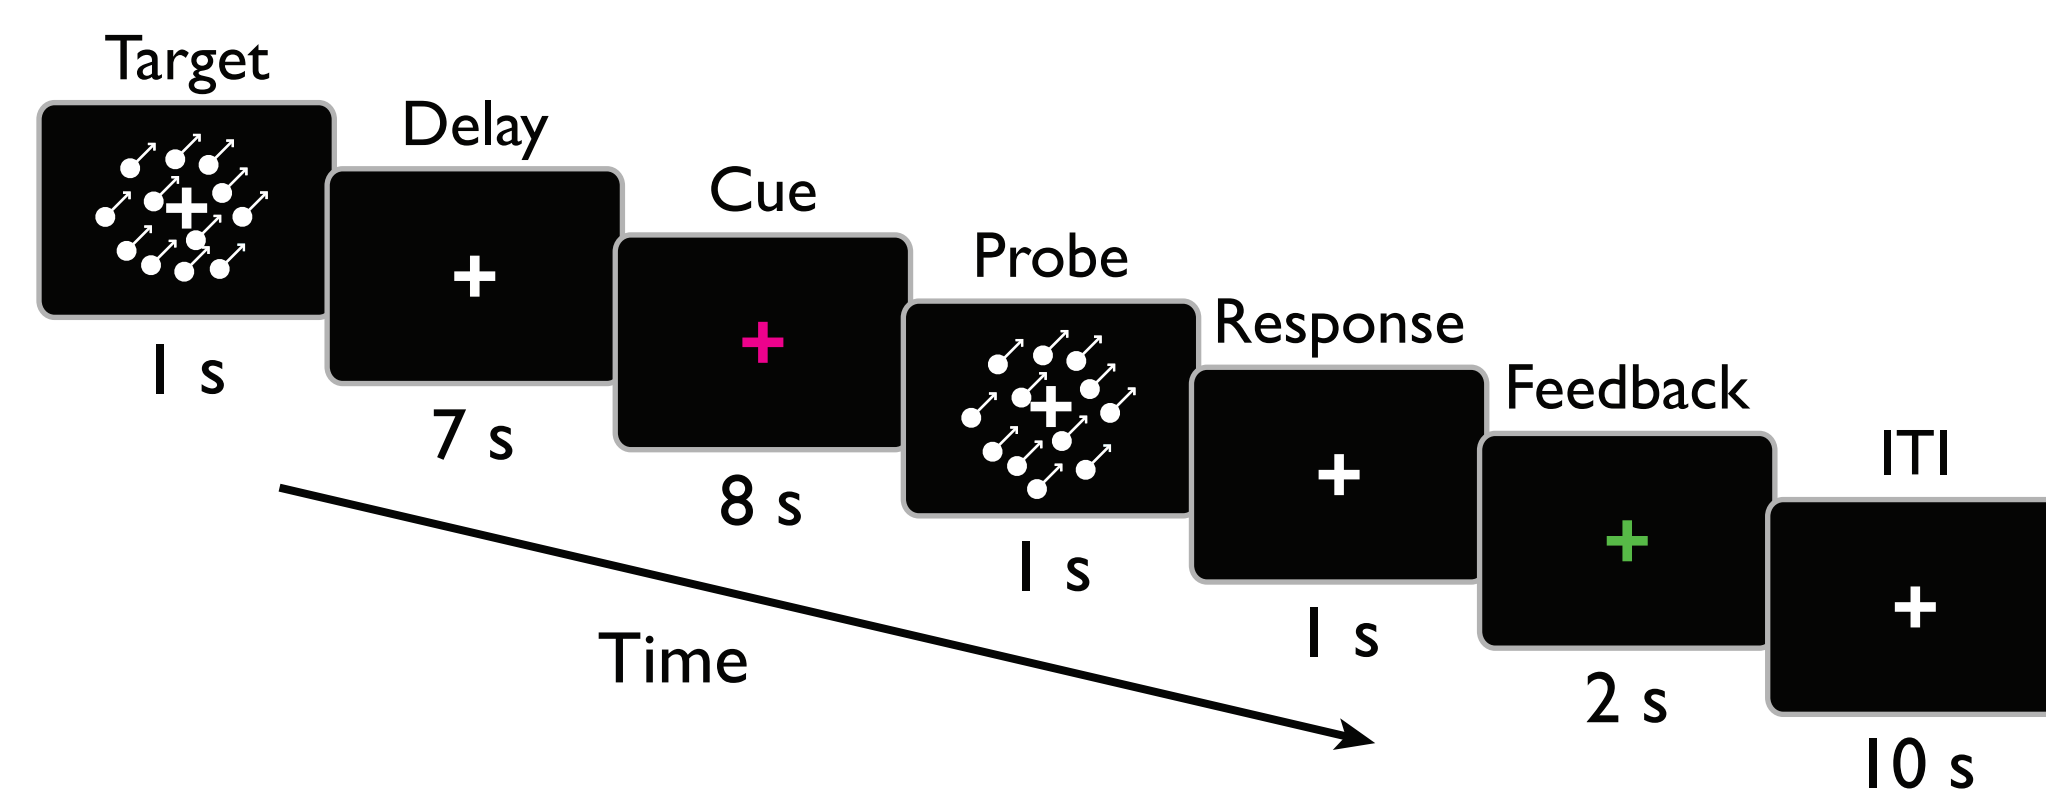 Target
1 s
Delay
7 s
Cue
8 s
Probe
1 s
Response
1 s
Feedback
2 s
ITI
10 s
Time